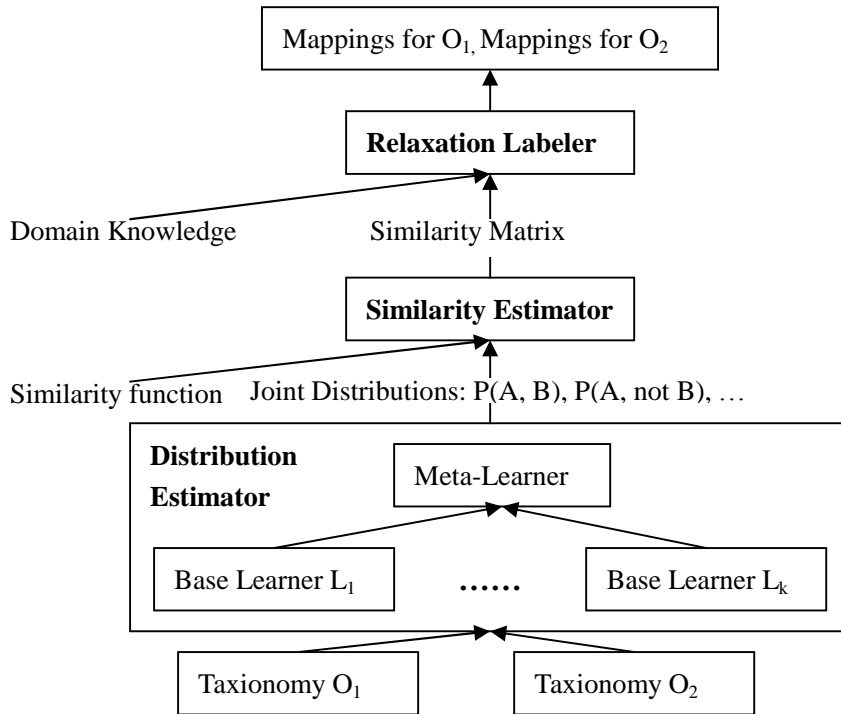 Mappings for O1, Mappings for O2
Relaxation Labeler
Domain Knowledge
Similarity Matrix
Similarity Estimator
Similarity function
Joint Distributions: P(A, B), P(A, not B), …
Distribution
Estimator
Meta-Learner
Base Learner L1
……
Base Learner Lk
Taxionomy O1
Taxionomy O2